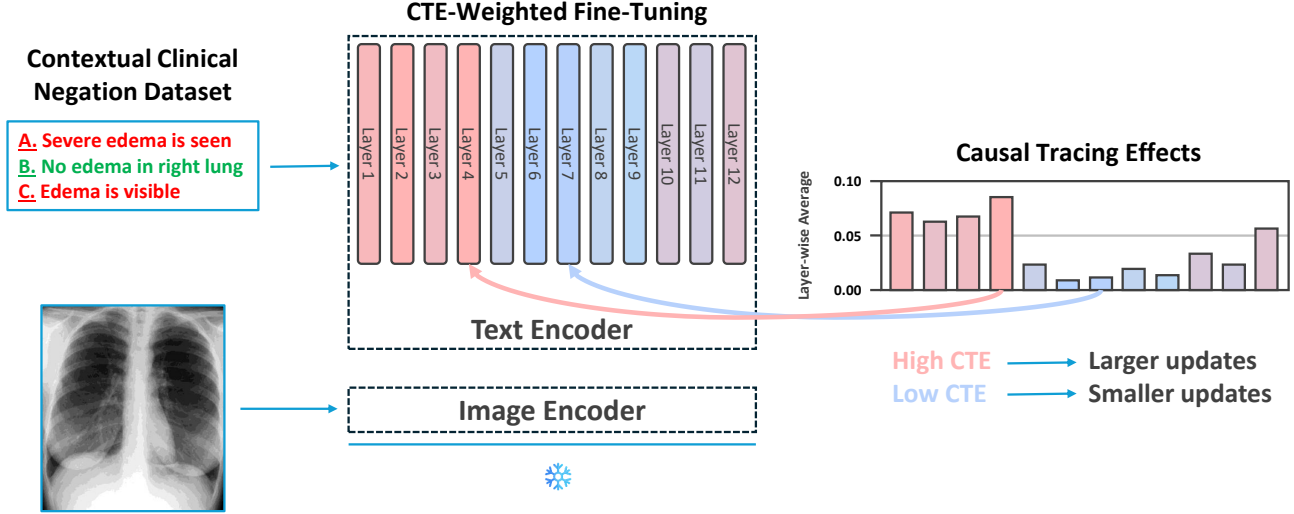 CTE-Weighted Fine-Tuning
Contextual Clinical
Negation Dataset
A. Severe edema is seen
B. No edema in right lung
C. Edema is visible
Layer 1
Layer 2
Layer 3
Layer 4
Layer 5
Layer 6
Layer 7
Layer 8
Layer 9
Layer 10
Layer 11
Layer 12
Text Encoder
Image Encoder
Causal Tracing Effects
Layer-wise Average
0.10
0.05
0.00
High CTE Larger updates
Low CTE Smaller updates